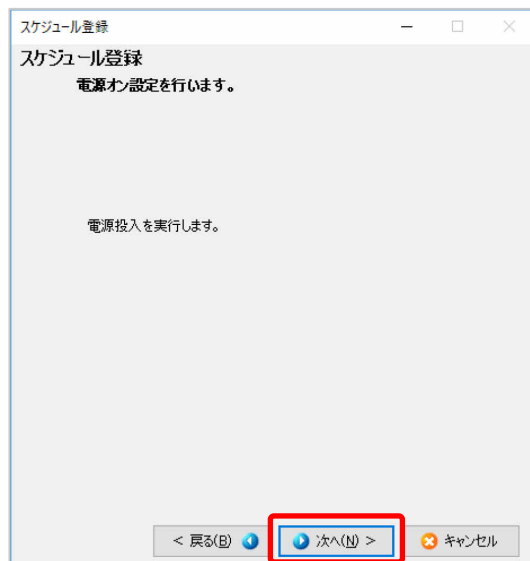 スケジュール登録
スケジュール登録
電源オン設定を行います。
電源投入を実行します。
< 戻る(B)
次へ(N) >
キャンセル